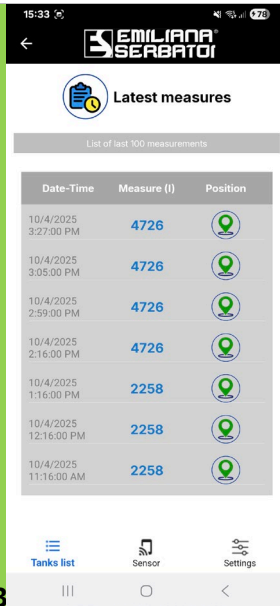 15:33
78
EMILIANA®
SERBATOI
Latest measures
List of last 100 measurements
Date-Time Measure (l) Position
10/4/2025
3:27:00 PM
4726
10/4/2025
3:05:00 PM
4726
10/4/2025
2:59:00 PM
4726
10/4/2025
2:16:00 PM
4726
10/4/2025
1:16:00 PM
2258
10/4/2025
12:16:00 PM
2258
10/4/2025
11:16:00 AM
2258
Tanks list Sensor Settings